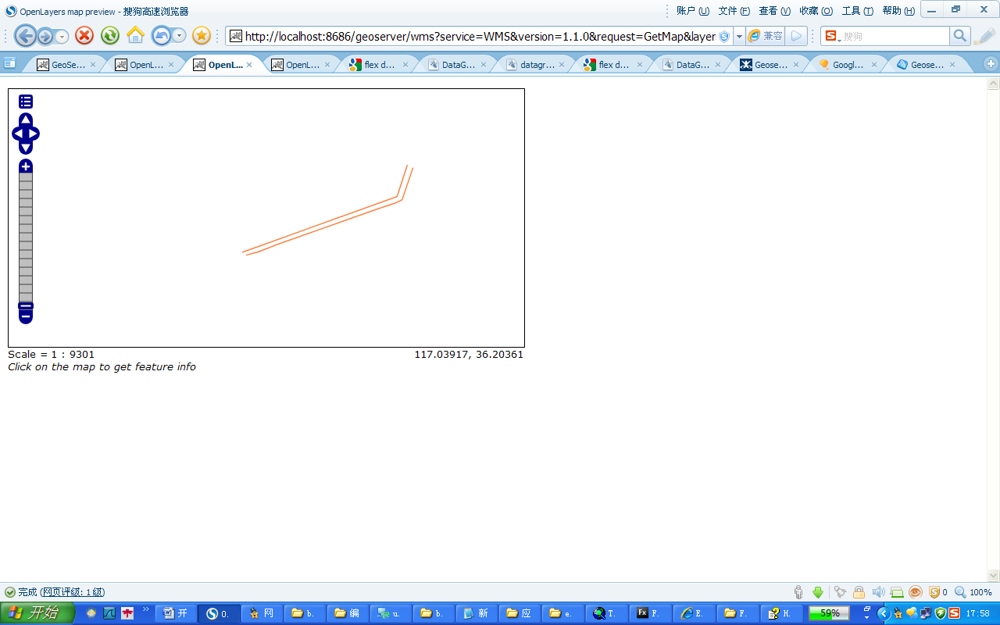 OpenLayers map preview - 搜狗高速浏览器
账户 (U) 文件 (F) 查看 (V) 收藏 (O) 工具 (T) 帮助 (H)
http://localhost:8686/geoserver/wms?service=WMS&version=1.1.0&request=GetMap&layer
兼容
搜狗
GeoSe... OpenL... OpenL... OpenL... flex d... DataG... datagr... flex d... DataG... Geose... Googl... Geose...
Scale = 1 : 9301
117.03917, 36.20361
Click on the map to get feature info
完成 (网页评级: 1级)
0 100%
开始 开 0. 网 b. 编 u. b. 新 应 e. T. F. E. F. H. 59% 17:58